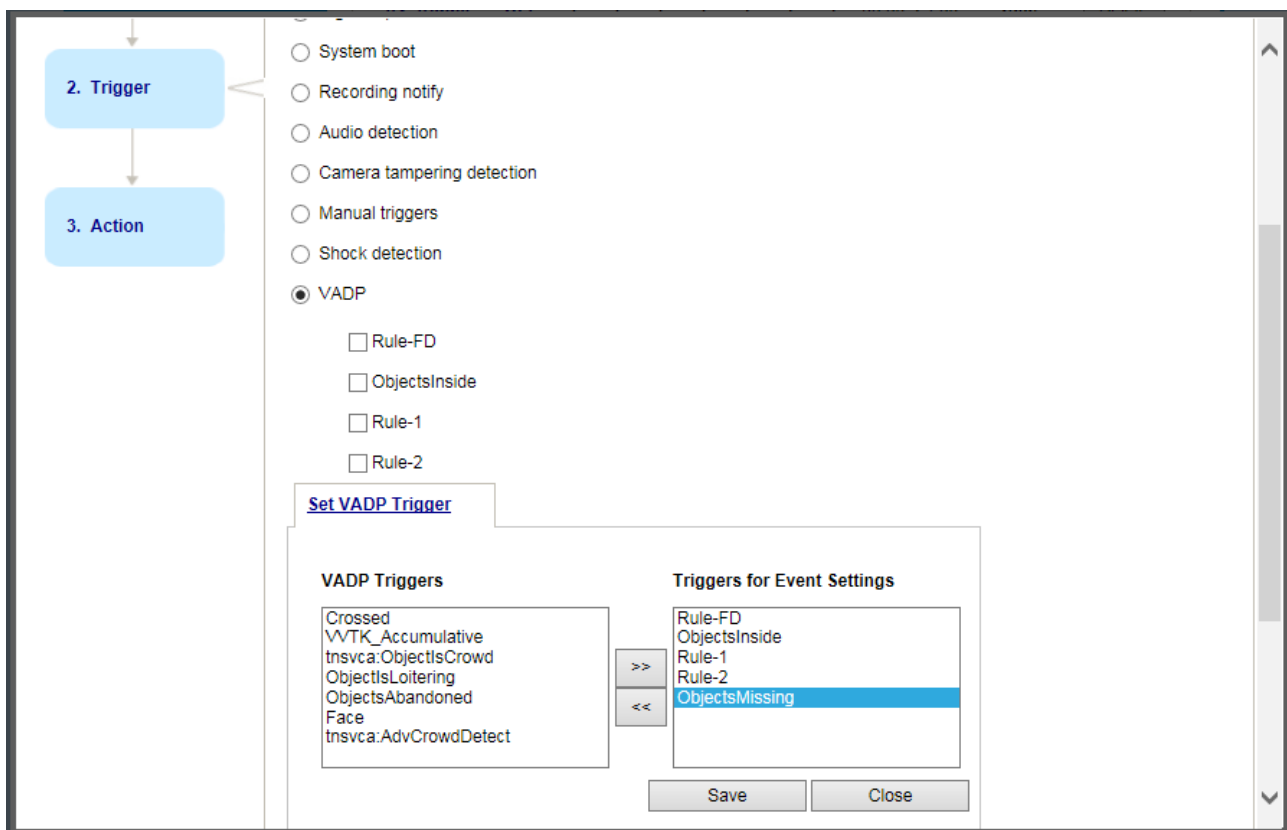 System boot
2. Trigger
Recording notify
Audio detection
Camera tampering detection
Manual triggers
3. Action
Shock detection
VADP
Rule-FD
ObjectsInside
Rule-1
Rule-2
Set VADP Trigger
VADP Triggers
Crossed
VVTK_Accumulative
tnsvca:ObjectIsCrowd
ObjectIsLoitering
ObjectsAbandoned
Face
tnsvca:AdvCrowdDetect
>>
<<
Triggers for Event Settings
Rule-FD
ObjectsInside
Rule-1
Rule-2
ObjectsMissing
Save
Close